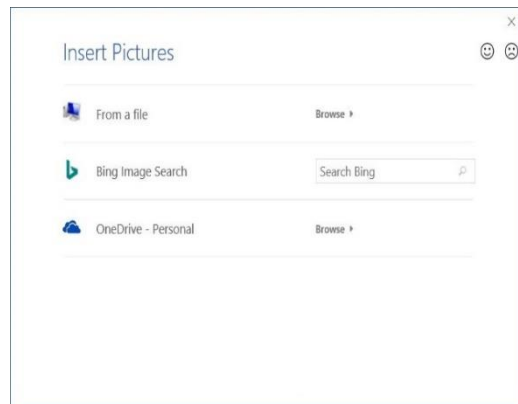 Insert Pictures
From a file Browse
Bing Image Search Search Bing
OneDrive - Personal Browse